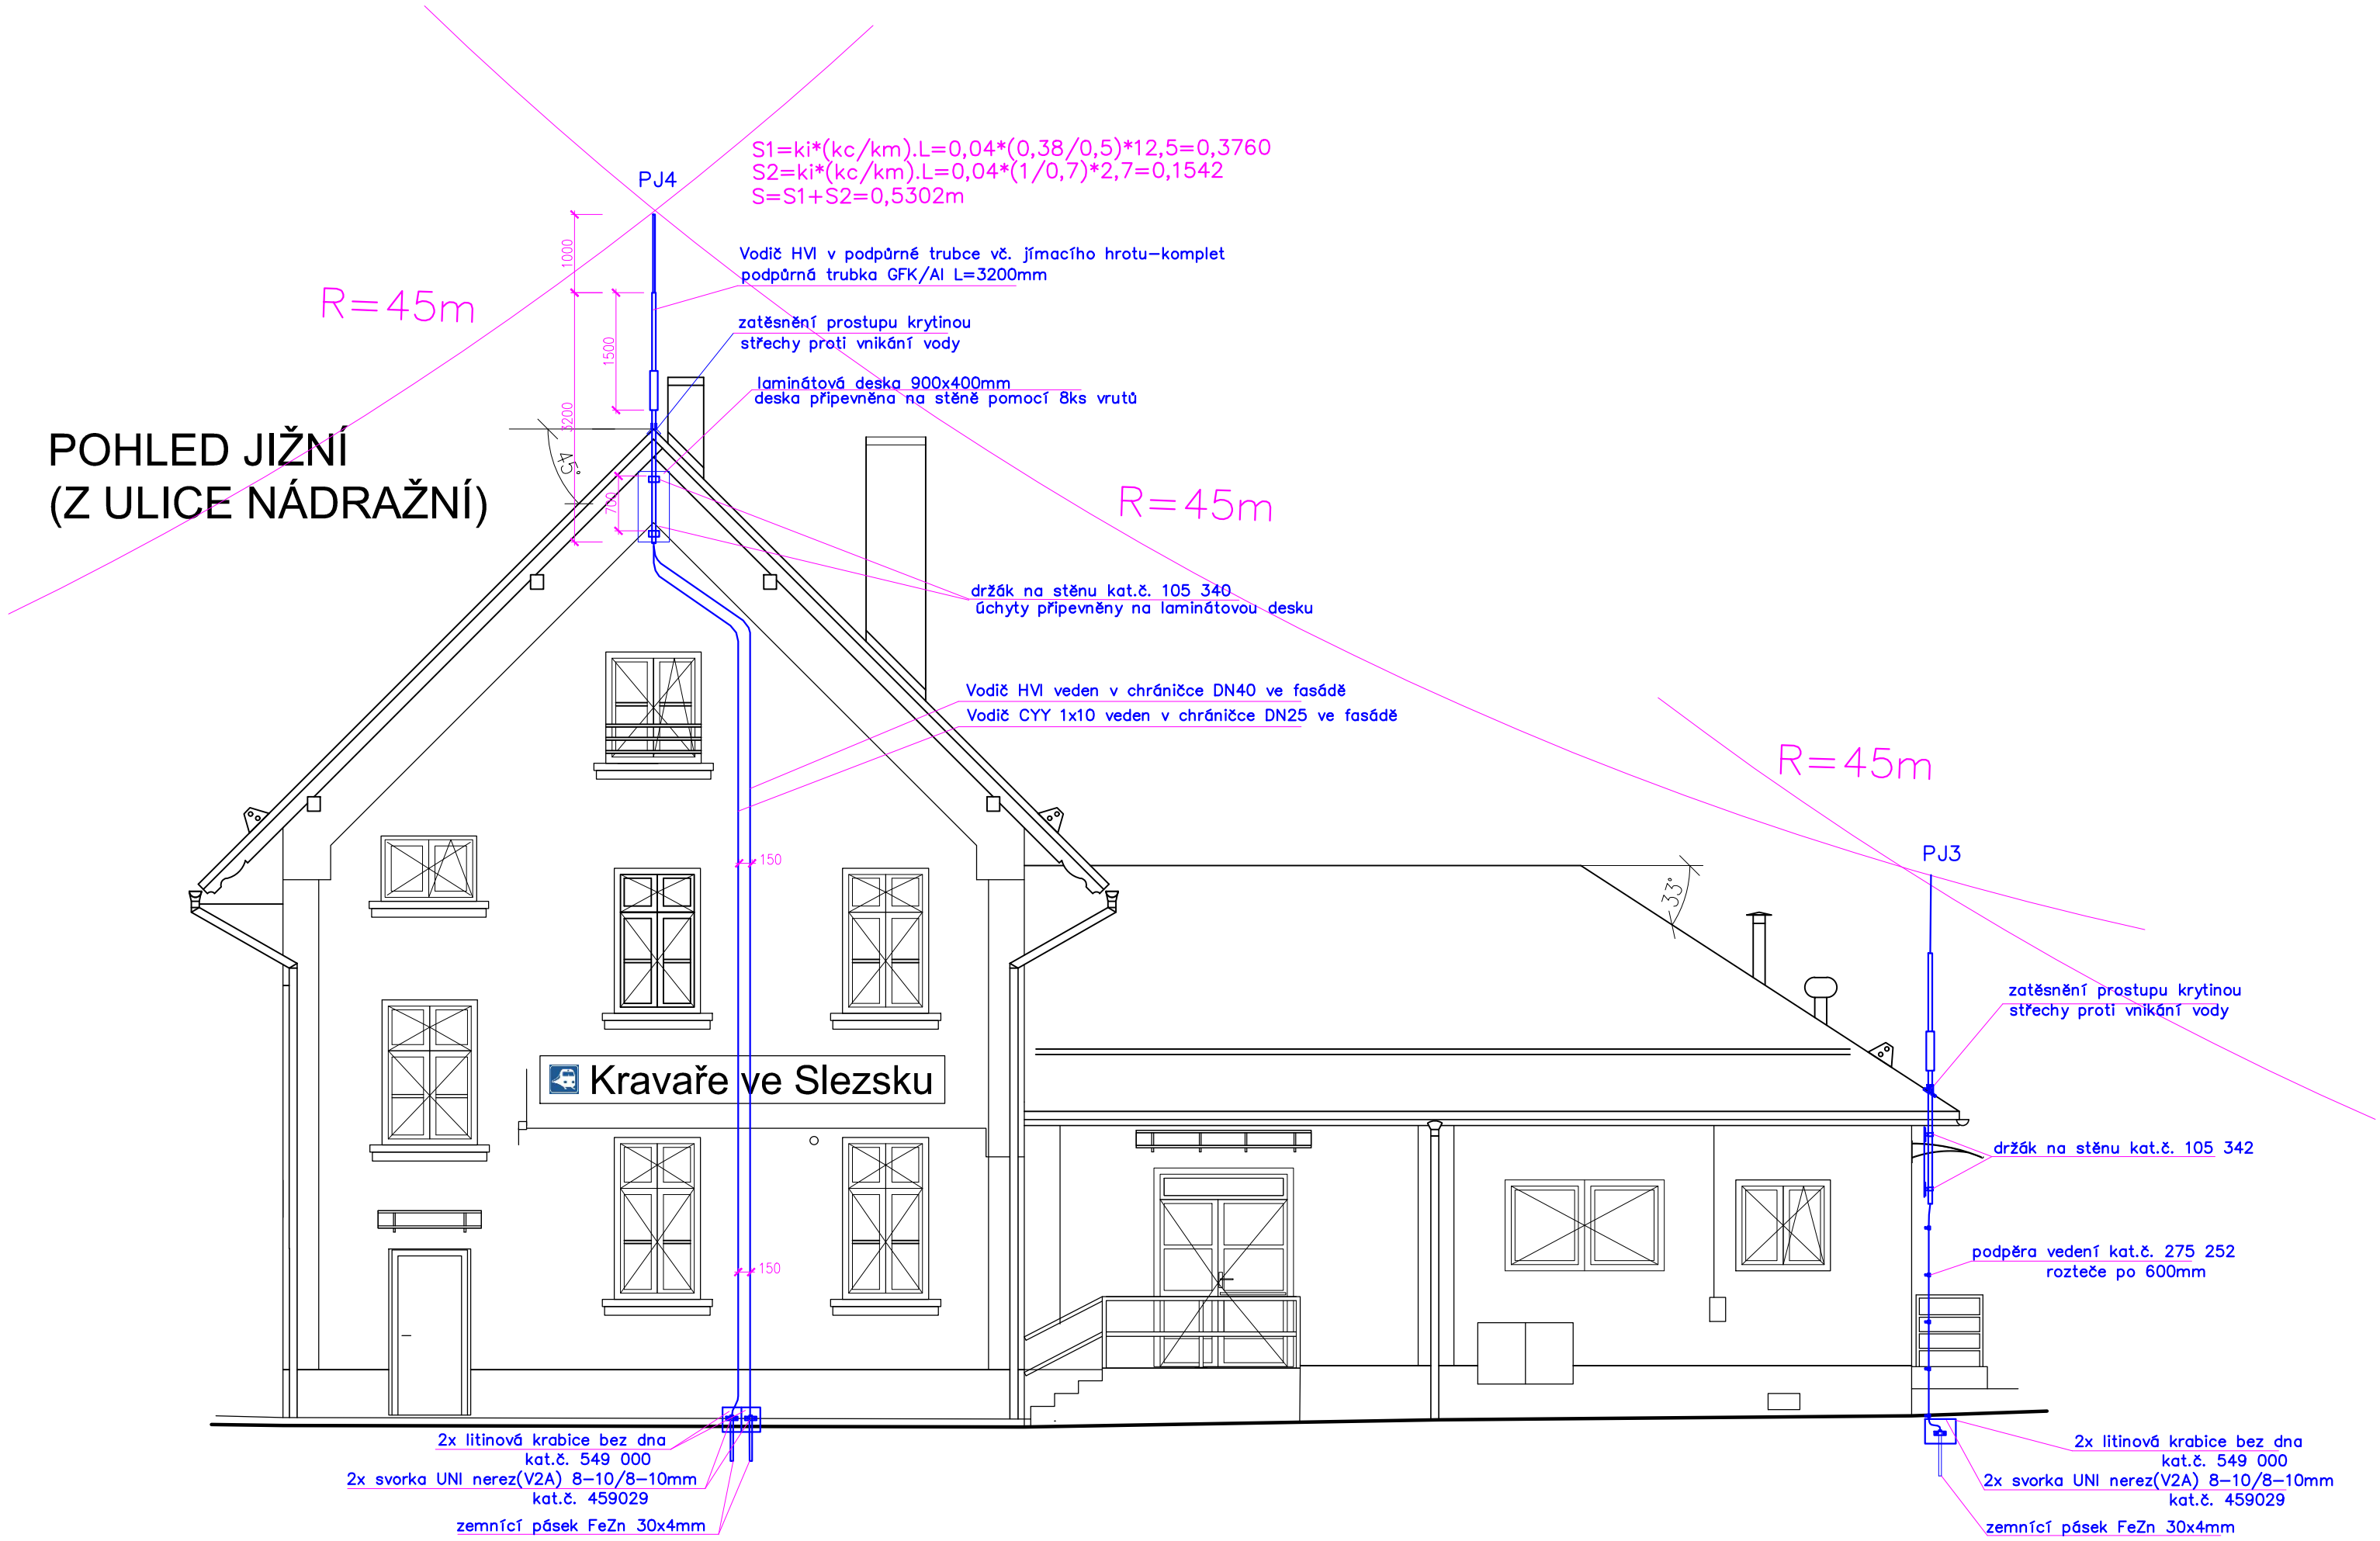 S1=ki*(kc/km).L=0,04*(0,38/0,5)*12,5=0,3760
S2=ki*(kc/km).L=0,04*(1/0,7)*2,7=0,1542
S=S1+S2=0,5302m
PJ4
1000
Vodič HVI v podpůrné trubce vč. jímacího hrotu–komplet
podpůrná trubka GFK/Al L=3200mm
R=45m
zatěsnění prostupu krytinou
střechy proti vnikání vody
1500
laminátová deska 900x400mm
deska připevněna na stěně pomocí 8ks vrutů
3200
POHLED JIŽNÍ
(Z ULICE NÁDRAŽNÍ)
45°
700
R=45m
držák na stěnu kat.č. 105 340
úchyty připevněny na laminátovou desku
Vodič HVI veden v chráničce DN40 ve fasádě
Vodič CYY 1x10 veden v chráničce DN25 ve fasádě
R=45m
150
PJ3
33°
zatěsnění prostupu krytinou
střechy proti vnikání vody
Kravaře ve Slezsku
držák na stěnu kat.č. 105 342
150
podpěra vedení kat.č. 275 252
rozteče po 600mm
2x litinová krabice bez dna
kat.č. 549 000
2x svorka UNI nerez(V2A) 8–10/8–10mm
kat.č. 459029
zemnící pásek FeZn 30x4mm
2x litinová krabice bez dna
kat.č. 549 000
2x svorka UNI nerez(V2A) 8–10/8–10mm
kat.č. 459029
zemnící pásek FeZn 30x4mm